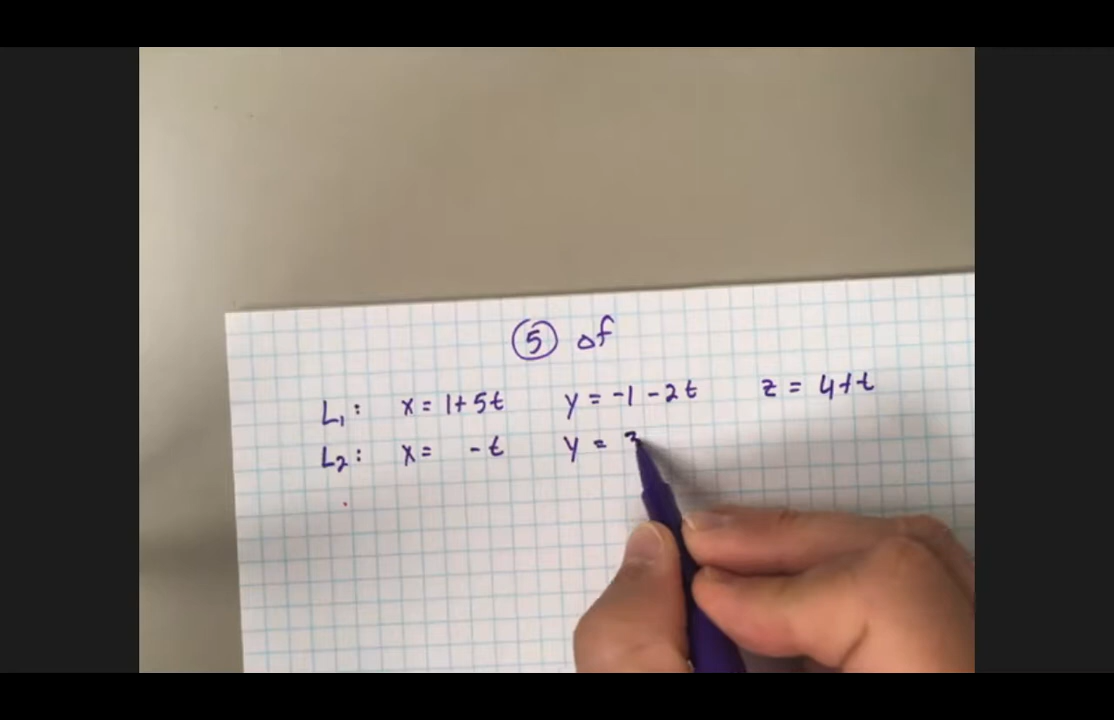 ⑤ of
L₁: x = 1 + 5t y = -1 - 2t z = 4 + t
L₂: x = -t y =